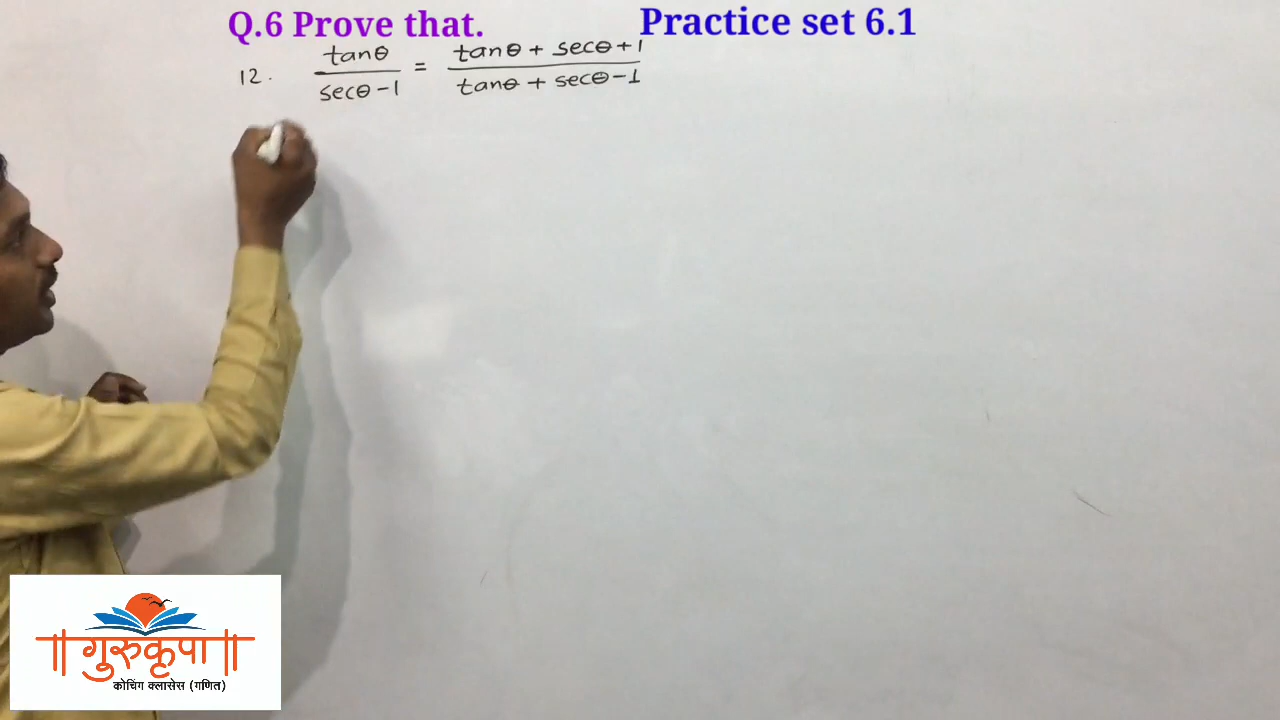 Q.6 Prove that. Practice set 6.1
12. tanθ / secθ-1 = tanθ + secθ+1 / tanθ + secθ-1
गुरुकृपा
कोचिंग क्लासेस (गणित)